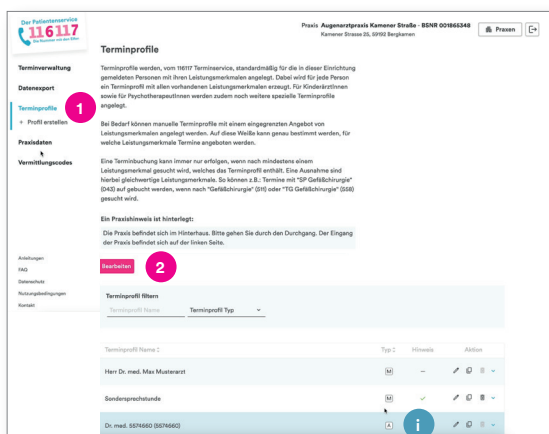 Der Patientenservice
116117
Die Nummer mit den Elfen
Praxis Augenarztpraxis Kamener Straße - BSNR 001866348
Kamener Strasse 25, 59192 Bergkamen
Praxen
Terminprofile
Terminverwaltung
Datenexport
Terminprofile
1
+ Profil erstellen
Praxisdaten
Vermittlungscodes
Terminprofile werden, vom 116117 Terminservice, standardmäßig für die in dieser Einrichtung
gemeldeten Personen mit ihren Leistungsmerkmalen angelegt. Dabei wird für jede Person
ein Terminprofil mit allen vorhandenen Leistungsmerkmalen erzeugt. Für KinderärztInnen
sowie für PsychotherapeutInnen werden zudem noch weitere spezielle Terminprofile
angelegt.
Bei Bedarf können manuelle Termine mit einem eingegrenzten Angebot von
Leistungsmerkmalen angelegt werden. Auf diese Weiße kann genau bestimmt werden, für
welche Leistungsmerkmale Termine angeboten werden.
Eine Terminbuchung kann immer nur erfolgen, wenn nach mindestens einem
Leistungsmerkmal gesucht wird, welches das Terminprofil enthält. Eine Ausnahme sind
hierbei gleichwertige Leistungsmerkmale. So können z.B.: Termine mit "SP Gefäßchirurgie"
(043) auf gebucht werden, wenn nach "Gefäßchirurgie" (511) oder "TG Gefäßchirurgie" (558)
gesucht wird.
Ein Praxishinweis ist hinterlegt:
Die Praxis befindet sich im Hinterhaus. Bitte gehen Sie durch den Durchgang. Der Eingang
der Praxis befindet sich auf der linken Seite.
Bearbeiten
2
Anleitungen
FAQ
Datenschutz
Nutzungsbedingungen
Kontakt
Terminprofil filtern
Terminprofil Name
Terminprofil Typ
Terminprofil Name
Typ
Hinweis
Aktion
Herr Dr. med. Max Musterarzt
M
–
Sondersprechstunde
M
Dr. med. 5574660 (5574660)
A
i